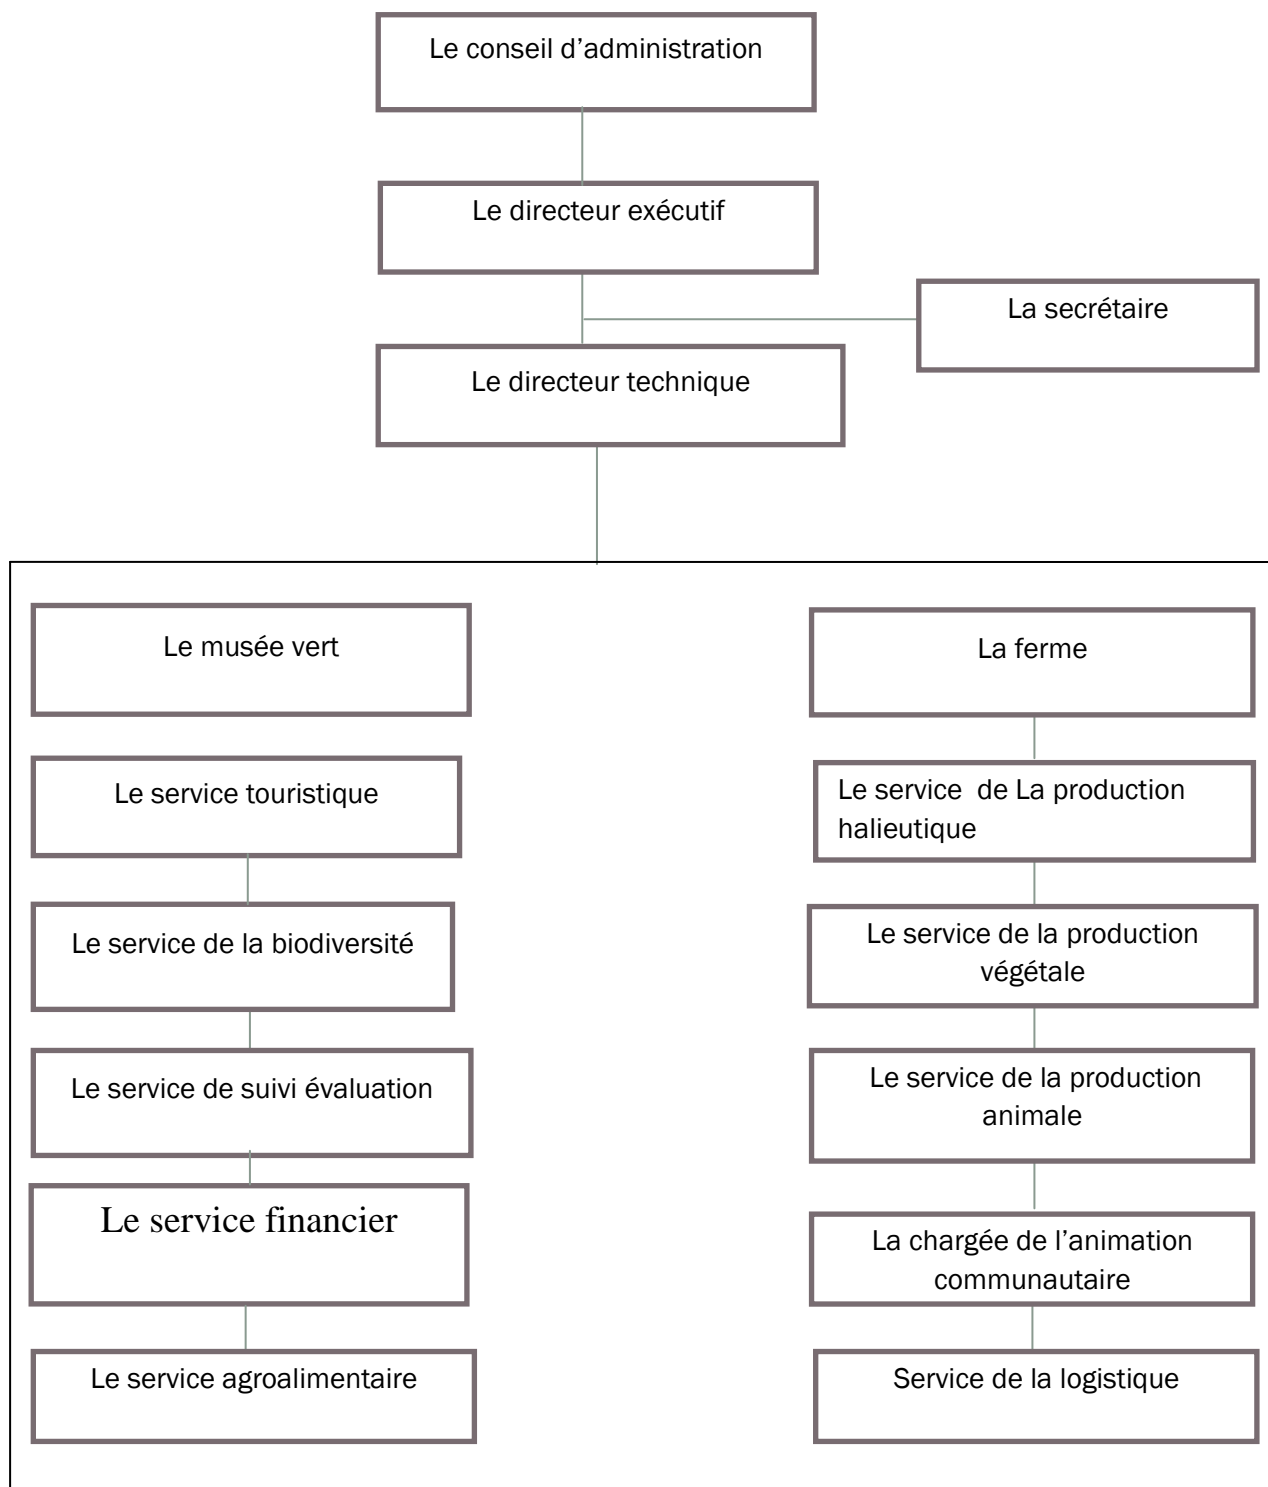 Le conseil d’administration
Le directeur exécutif
La secrétaire
Le directeur technique
Le musée vert
La ferme
Le service touristique
Le service  de La production
halieutique
Le service de la biodiversité
Le service de la production
végétale
Le service de suivi évaluation
Le service de la production
animale
Le service financier
La chargée de l’animation
communautaire
Le service agroalimentaire
Service de la logistique